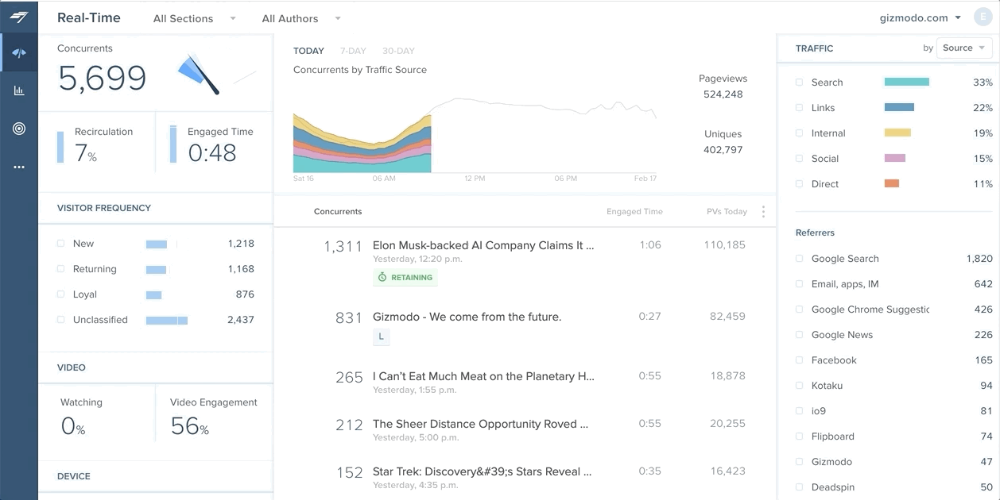 Real-Time
All Sections
All Authors
gizmodo.com
E
Concurrents
5,699
Recirculation
7%
Engaged Time
0:48
VISITOR FREQUENCY
New 1,218
Returning 1,168
Loyal 876
Unclassified 2,437
VIDEO
Watching
0%
Video Engagement
56%
DEVICE
TODAY 7-DAY 30-DAY
Concurrents by Traffic Source
Pageviews
524,248
Uniques
402,797
Sat 16 06 AM 12 PM 06 PM Feb 17
Concurrents Engaged Time PVs Today
1,311 Elon Musk-backed AI Company Claims It ... 1:06 110,185
Yesterday, 12:20 p.m.
RETAINING
831 Gizmodo - We come from the future. 0:27 82,459
L
265 I Can't Eat Much Meat on the Planetary H... 0:55 18,878
Yesterday, 1:55 p.m.
212 The Sheer Distance Opportunity Roved ... 0:55 20,255
Yesterday, 5:00 p.m.
152 Star Trek: Discovery&#39;s Stars Reveal ... 0:35 16,423
Yesterday, 4:35 p.m.
TRAFFIC by Source
Search 33%
Links 22%
Internal 19%
Social 15%
Direct 11%
Referrers
Google Search 1,820
Email, apps, IM 642
Google Chrome Suggestic 426
Google News 226
Facebook 165
Kotaku 94
io9 81
Flipboard 74
Gizmodo 47
Deadspin 50